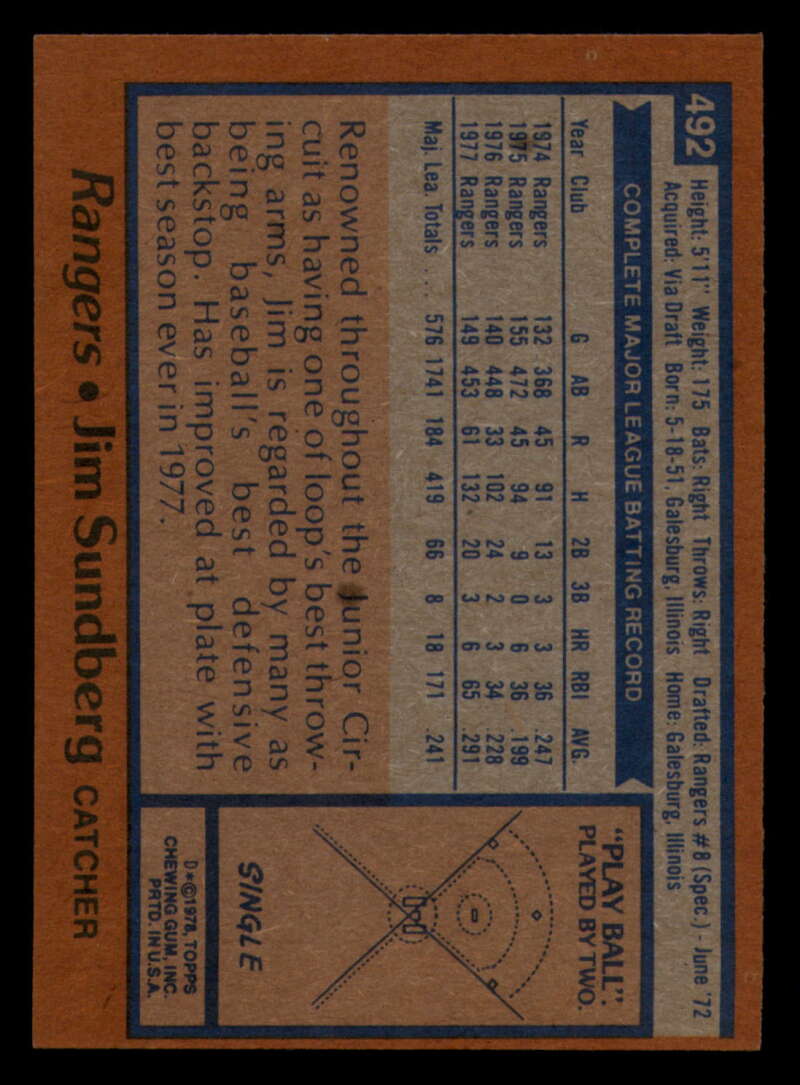 492
Height: 5'11" Weight: 175 Bats: Right Throws: Right Drafted: Rangers #8 (Spec.) - June '72
Acquired: Via Draft Born: 5-18-51, Galesburg, Illinois Home: Galesburg, Illinois
COMPLETE MAJOR LEAGUE BATTING RECORD
Year Club G AB R H 2B 3B HR RBI AVG.
1974 Rangers 132 368 45 91 13 3 3 36 .247
1975 Rangers 155 472 45 94 9 0 6 36 .199
1976 Rangers 140 448 33 102 24 2 3 34 .228
1977 Rangers 149 453 61 132 20 3 6 65 .291
Maj. Lea. Totals .... 576 1741 184 419 66 8 18 171 .241
Renowned throughout the Junior Cir-
cuit as having one of loop's best throw-
ing arms, Jim is regarded by many as
being baseball's best defensive
backstop. Has improved at plate with
best season ever in 1977.
"PLAY BALL".
PLAYED BY TWO.
SINGLE
D*©1978, TOPPS
CHEWING GUM, INC.
PRTD. IN U.S.A.
Rangers • Jim Sundberg CATCHER